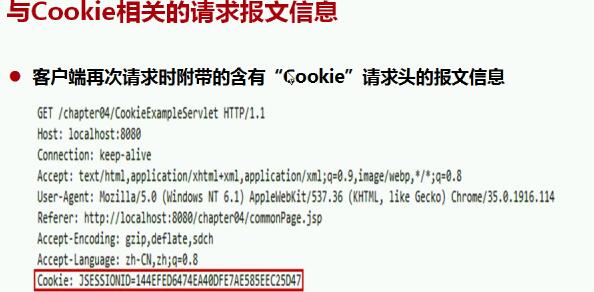 与Cookie相关的请求报文信息
● 客户端再次请求时附带的含有“Cookie”请求头的报文信息
GET /chapter04/CookieExampleServlet HTTP/1.1
Host: localhost:8080
Connection: keep-alive
Accept: text/html,application/xhtml+xml,application/xml;q=0.9,image/webp,*/*;q=0.8
User-Agent: Mozilla/5.0 (Windows NT 6.1) AppleWebKit/537.36 (KHTML, like Gecko) Chrome/35.0.1916.114
Referer: http://localhost:8080/chapter04/commonPage.jsp
Accept-Encoding: gzip,deflate,sdch
Accept-Language: zh-CN,zh;q=0.8
Cookie: JSESSIONID=144EFED6474EA40DFE7AE585EEC25D47